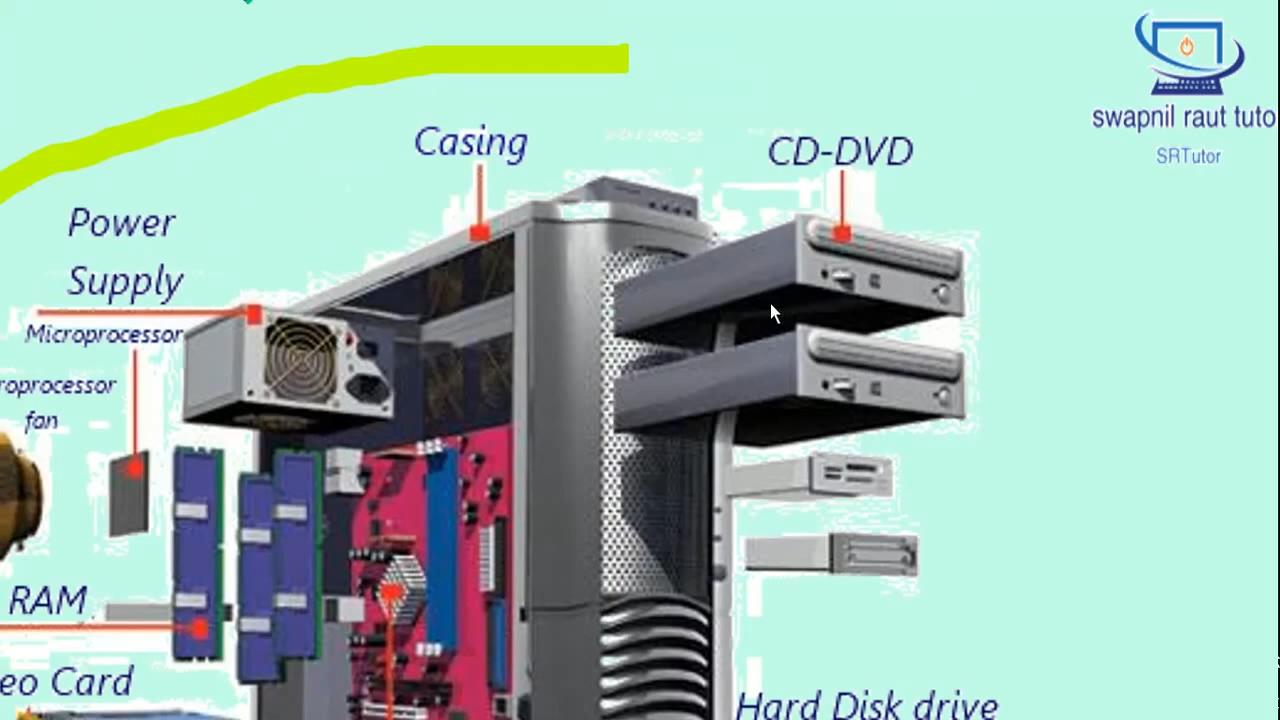 swapnil raut tuto
SRTutor
Casing
CD-DVD
Power
Supply
Microprocessor
roprocessor
fan
RAM
eo Card
Hard Disk drive